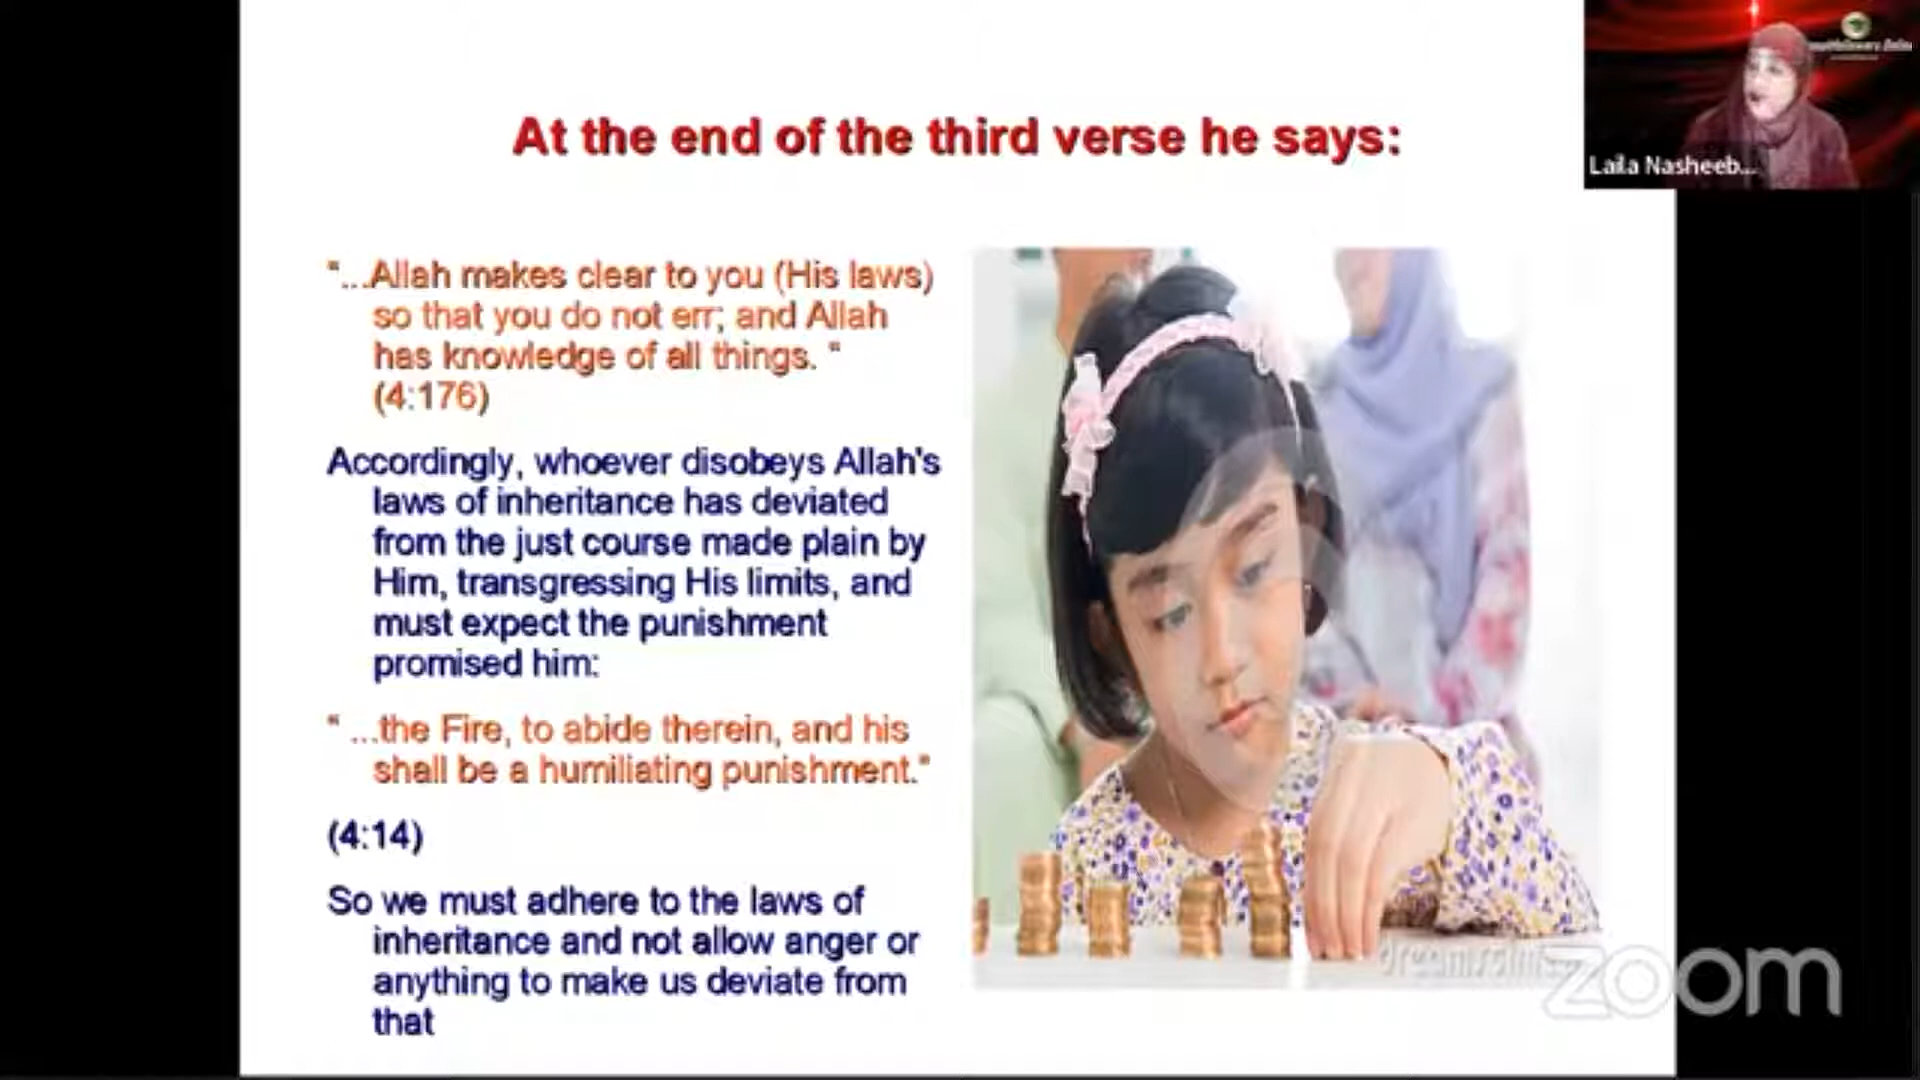 At the end of the third verse he says:
"...Allah makes clear to you (His laws)
so that you do not err; and Allah
has knowledge of all things. "
(4:176)
Accordingly, whoever disobeys Allah's
laws of inheritance has deviated
from the just course made plain by
Him, transgressing His limits, and
must expect the punishment
promised him:
" ...the Fire, to abide therein, and his
shall be a humiliating punishment."
(4:14)
So we must adhere to the laws of
inheritance and not allow anger or
anything to make us deviate from
that
Laila Nasheeb...
zoom